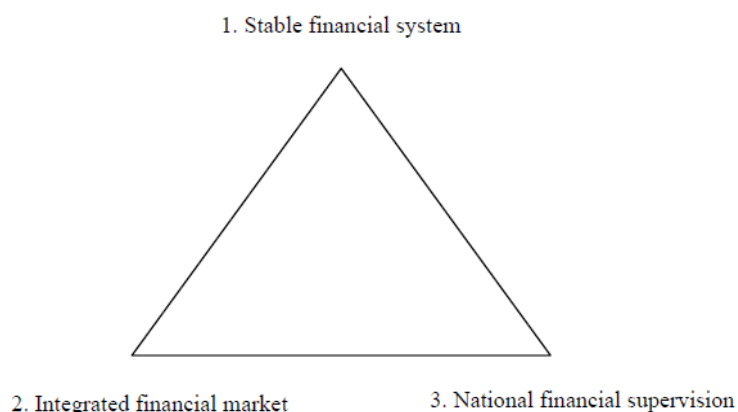 1. Stable financial system
2. Integrated financial market
3. National financial supervision